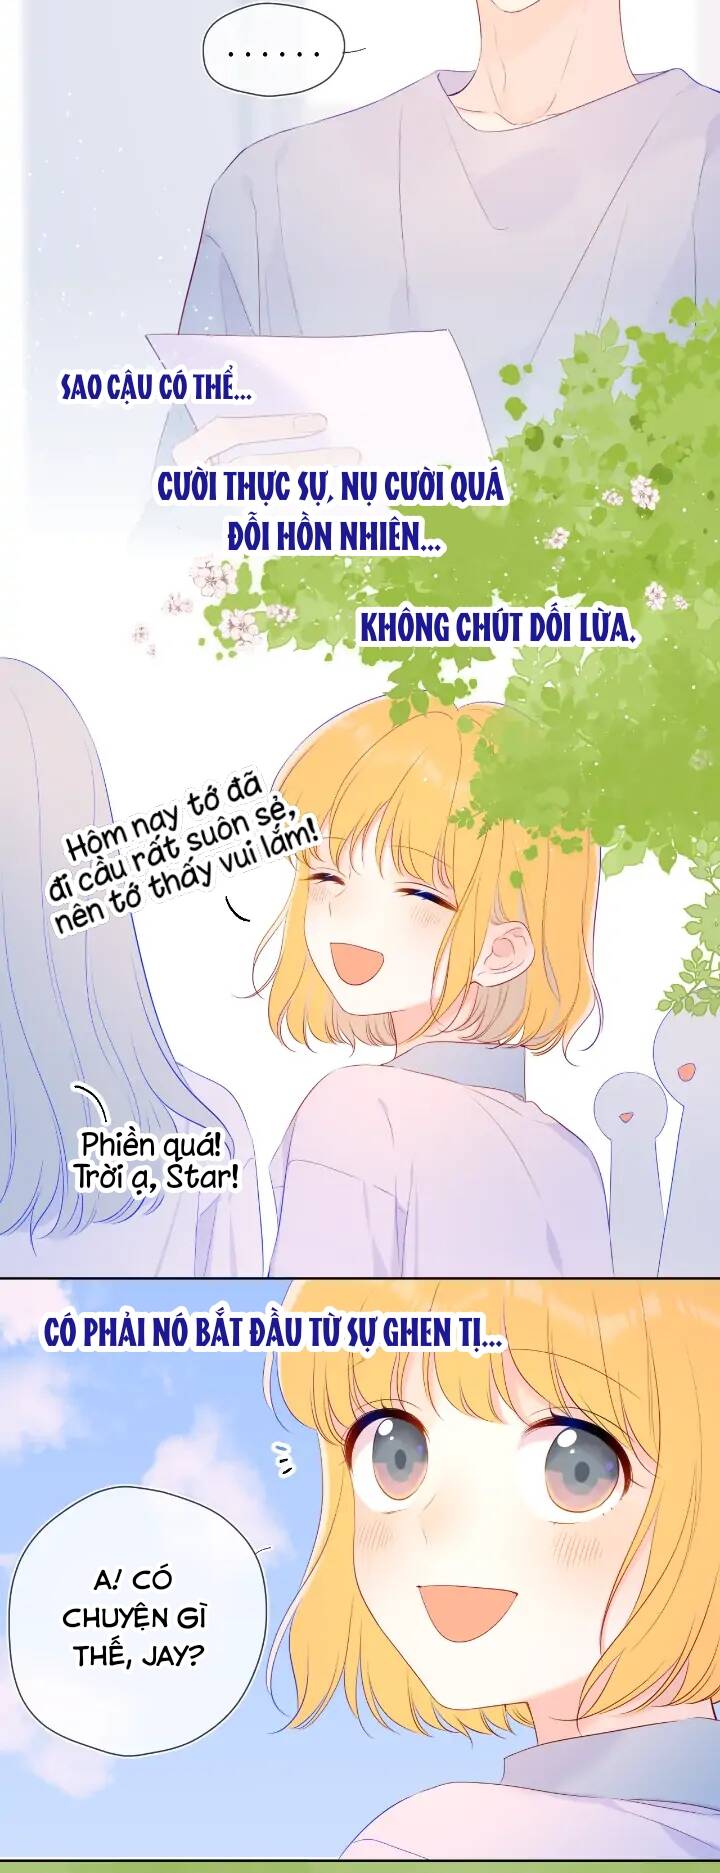 ......
SAO CẬU CÓ THỂ...
CƯỜI THỰC SỰ, NỤ CƯỜI QUÁ
ĐỖI HỒN NHIÊN...
KHÔNG CHÚT DỐI LỪA.
Hôm nay tớ đã
đi cầu rất suôn sẻ,
nên tớ thấy vui lắm!
Phiền quá!
Trời ạ, Star!
CÓ PHẢI NÓ BẮT ĐẦU TỪ SỰ GHEN TỊ...
A! CÓ
CHUYỆN GÌ
THẾ, JAY?